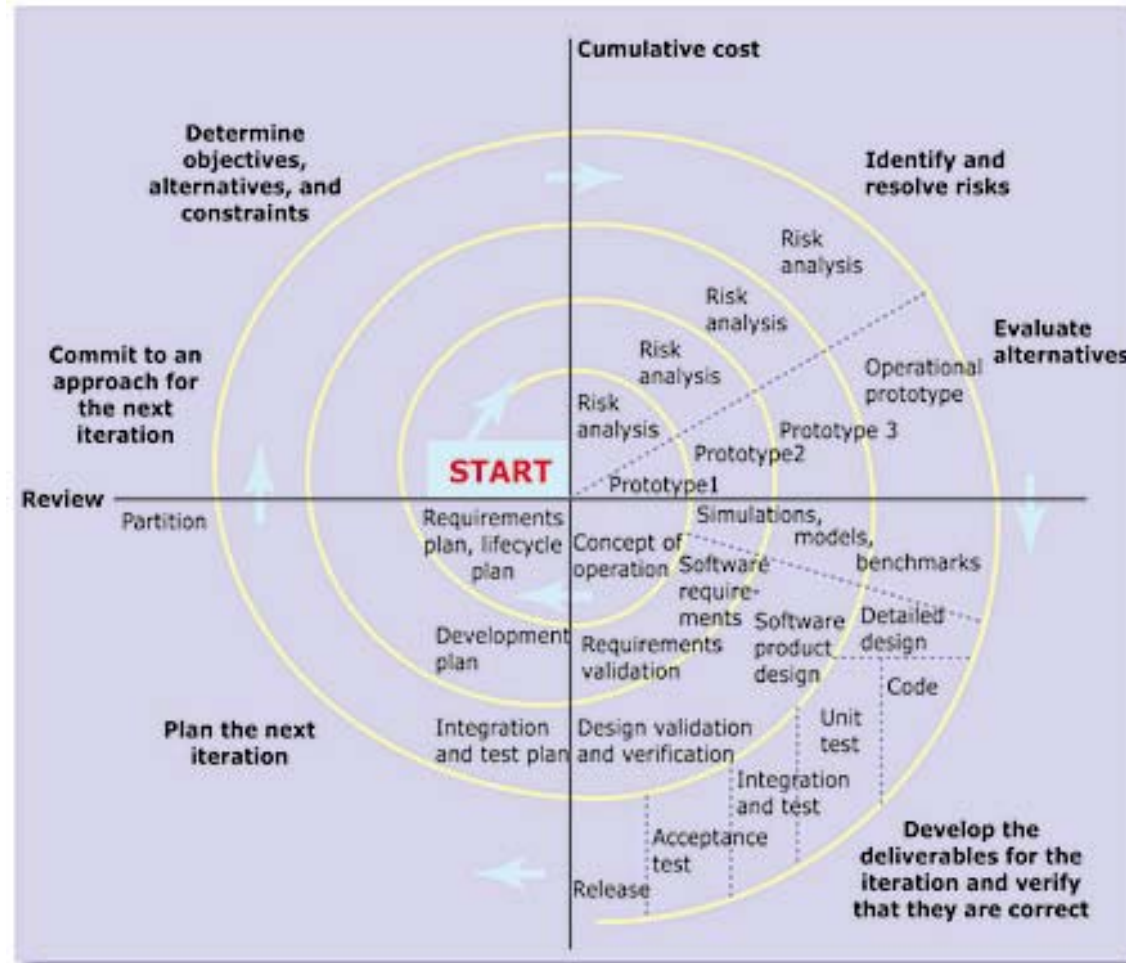 Cumulative cost
Determine
objectives,
alternatives, and
constraints
Identify and
resolve risks
Risk
analysis
Risk
analysis
Risk
analysis
Risk
analysis
Evaluate
alternatives
Commit to an
approach for
the next
iteration
Operational
prototype
Prototype 3
Prototype2
Prototype1
START
Review
Partition
Requirements
plan, lifecycle
plan
Concept of
operation
Simulations,
models,
benchmarks
Software
require-
ments
Software
product
design
Detailed
design
Development
plan
Requirements
validation
Code
Unit
test
Plan the next
iteration
Integration
and test plan
Design validation
and verification
Integration
and test
Acceptance
test
Release
Develop the
deliverables for the
iteration and verify
that they are correct